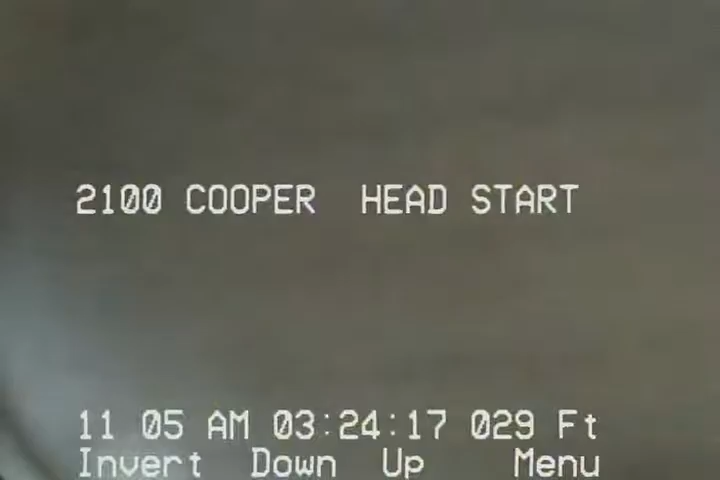 2100 COOPER HEAD START
11 05 AM 03:24:17 029 Ft
Invert Down Up Menu